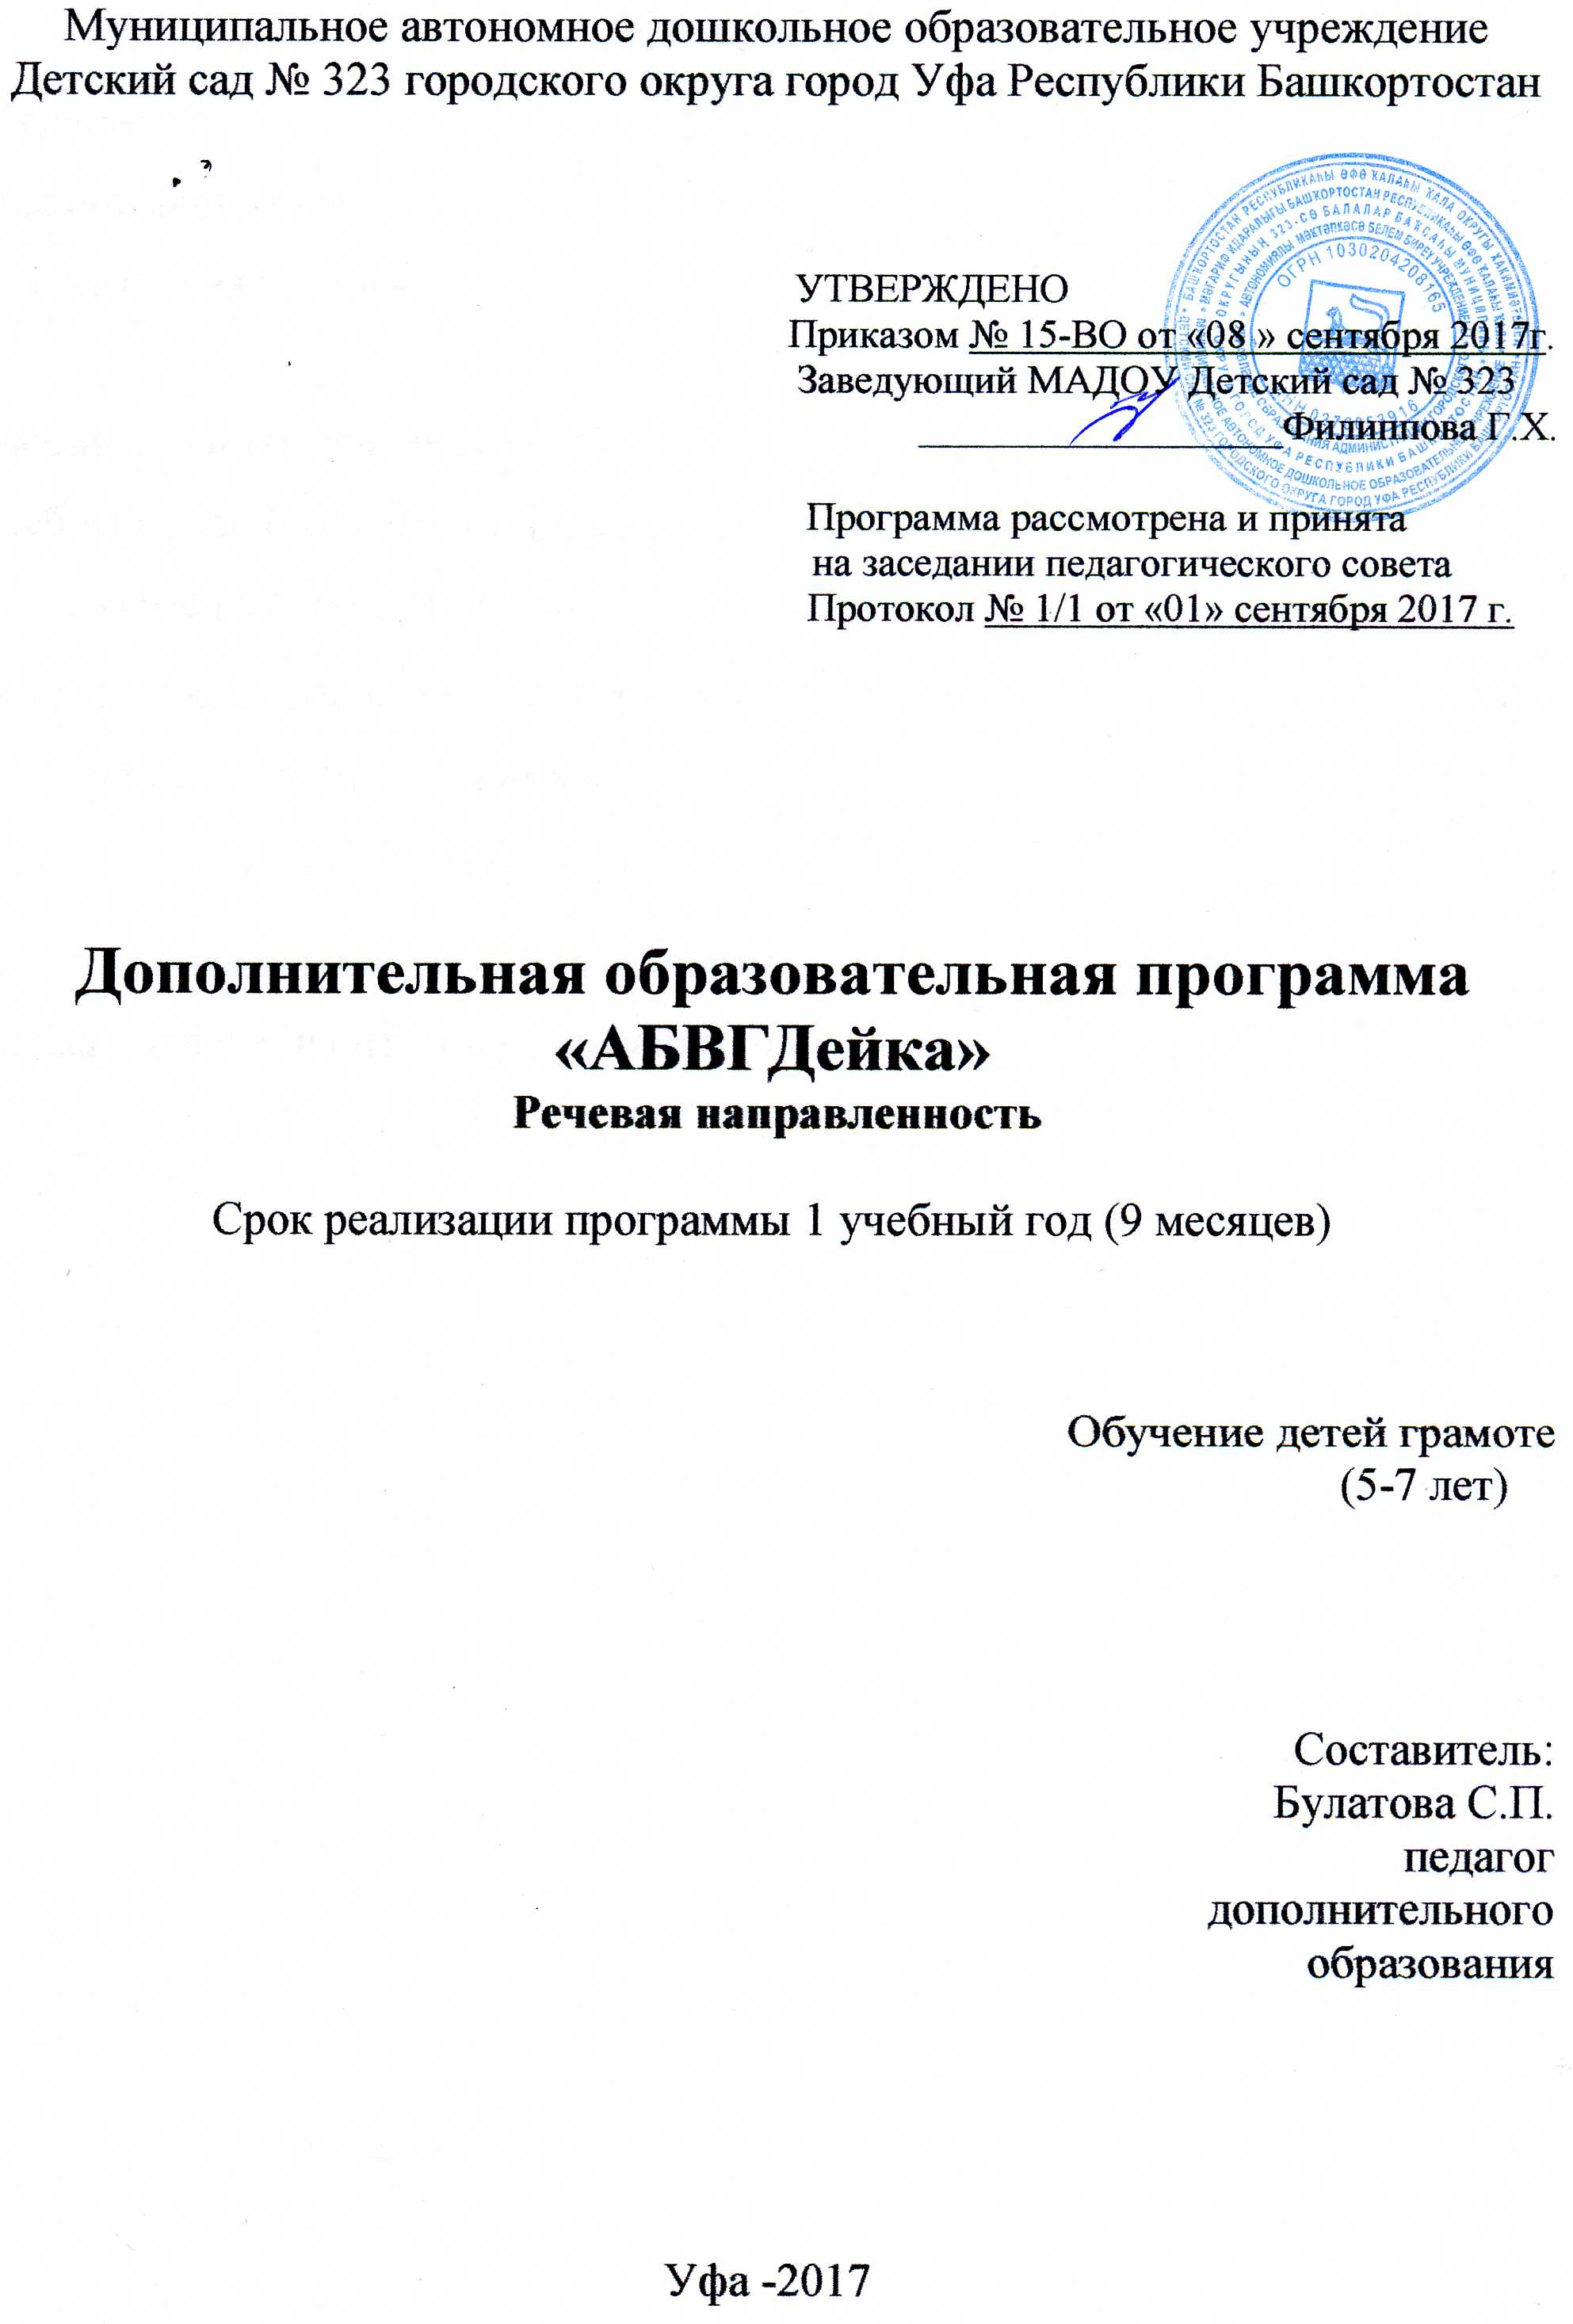 Муниципальное автономное дошкольное образовательное учреждение
Детский сад № 323 городского округа город Уфа Республики Башкортостан
УТВЕРЖДЕНО
Приказом № 15-ВО от «08 » сентября 2017г.
Заведующий МАДОУ Детский сад № 323
Филиппова Г.Х.
ОГРН 1030204208165
Программа рассмотрена и принята
на заседании педагогического совета
Протокол № 1/1 от «01» сентября 2017 г.
Дополнительная образовательная программа
«АБВГДейка»
Речевая направленность
Срок реализации программы 1 учебный год (9 месяцев)
Обучение детей грамоте
(5-7 лет)
Составитель:
Булатова С.П.
педагог
дополнительного
образования
Уфа -2017